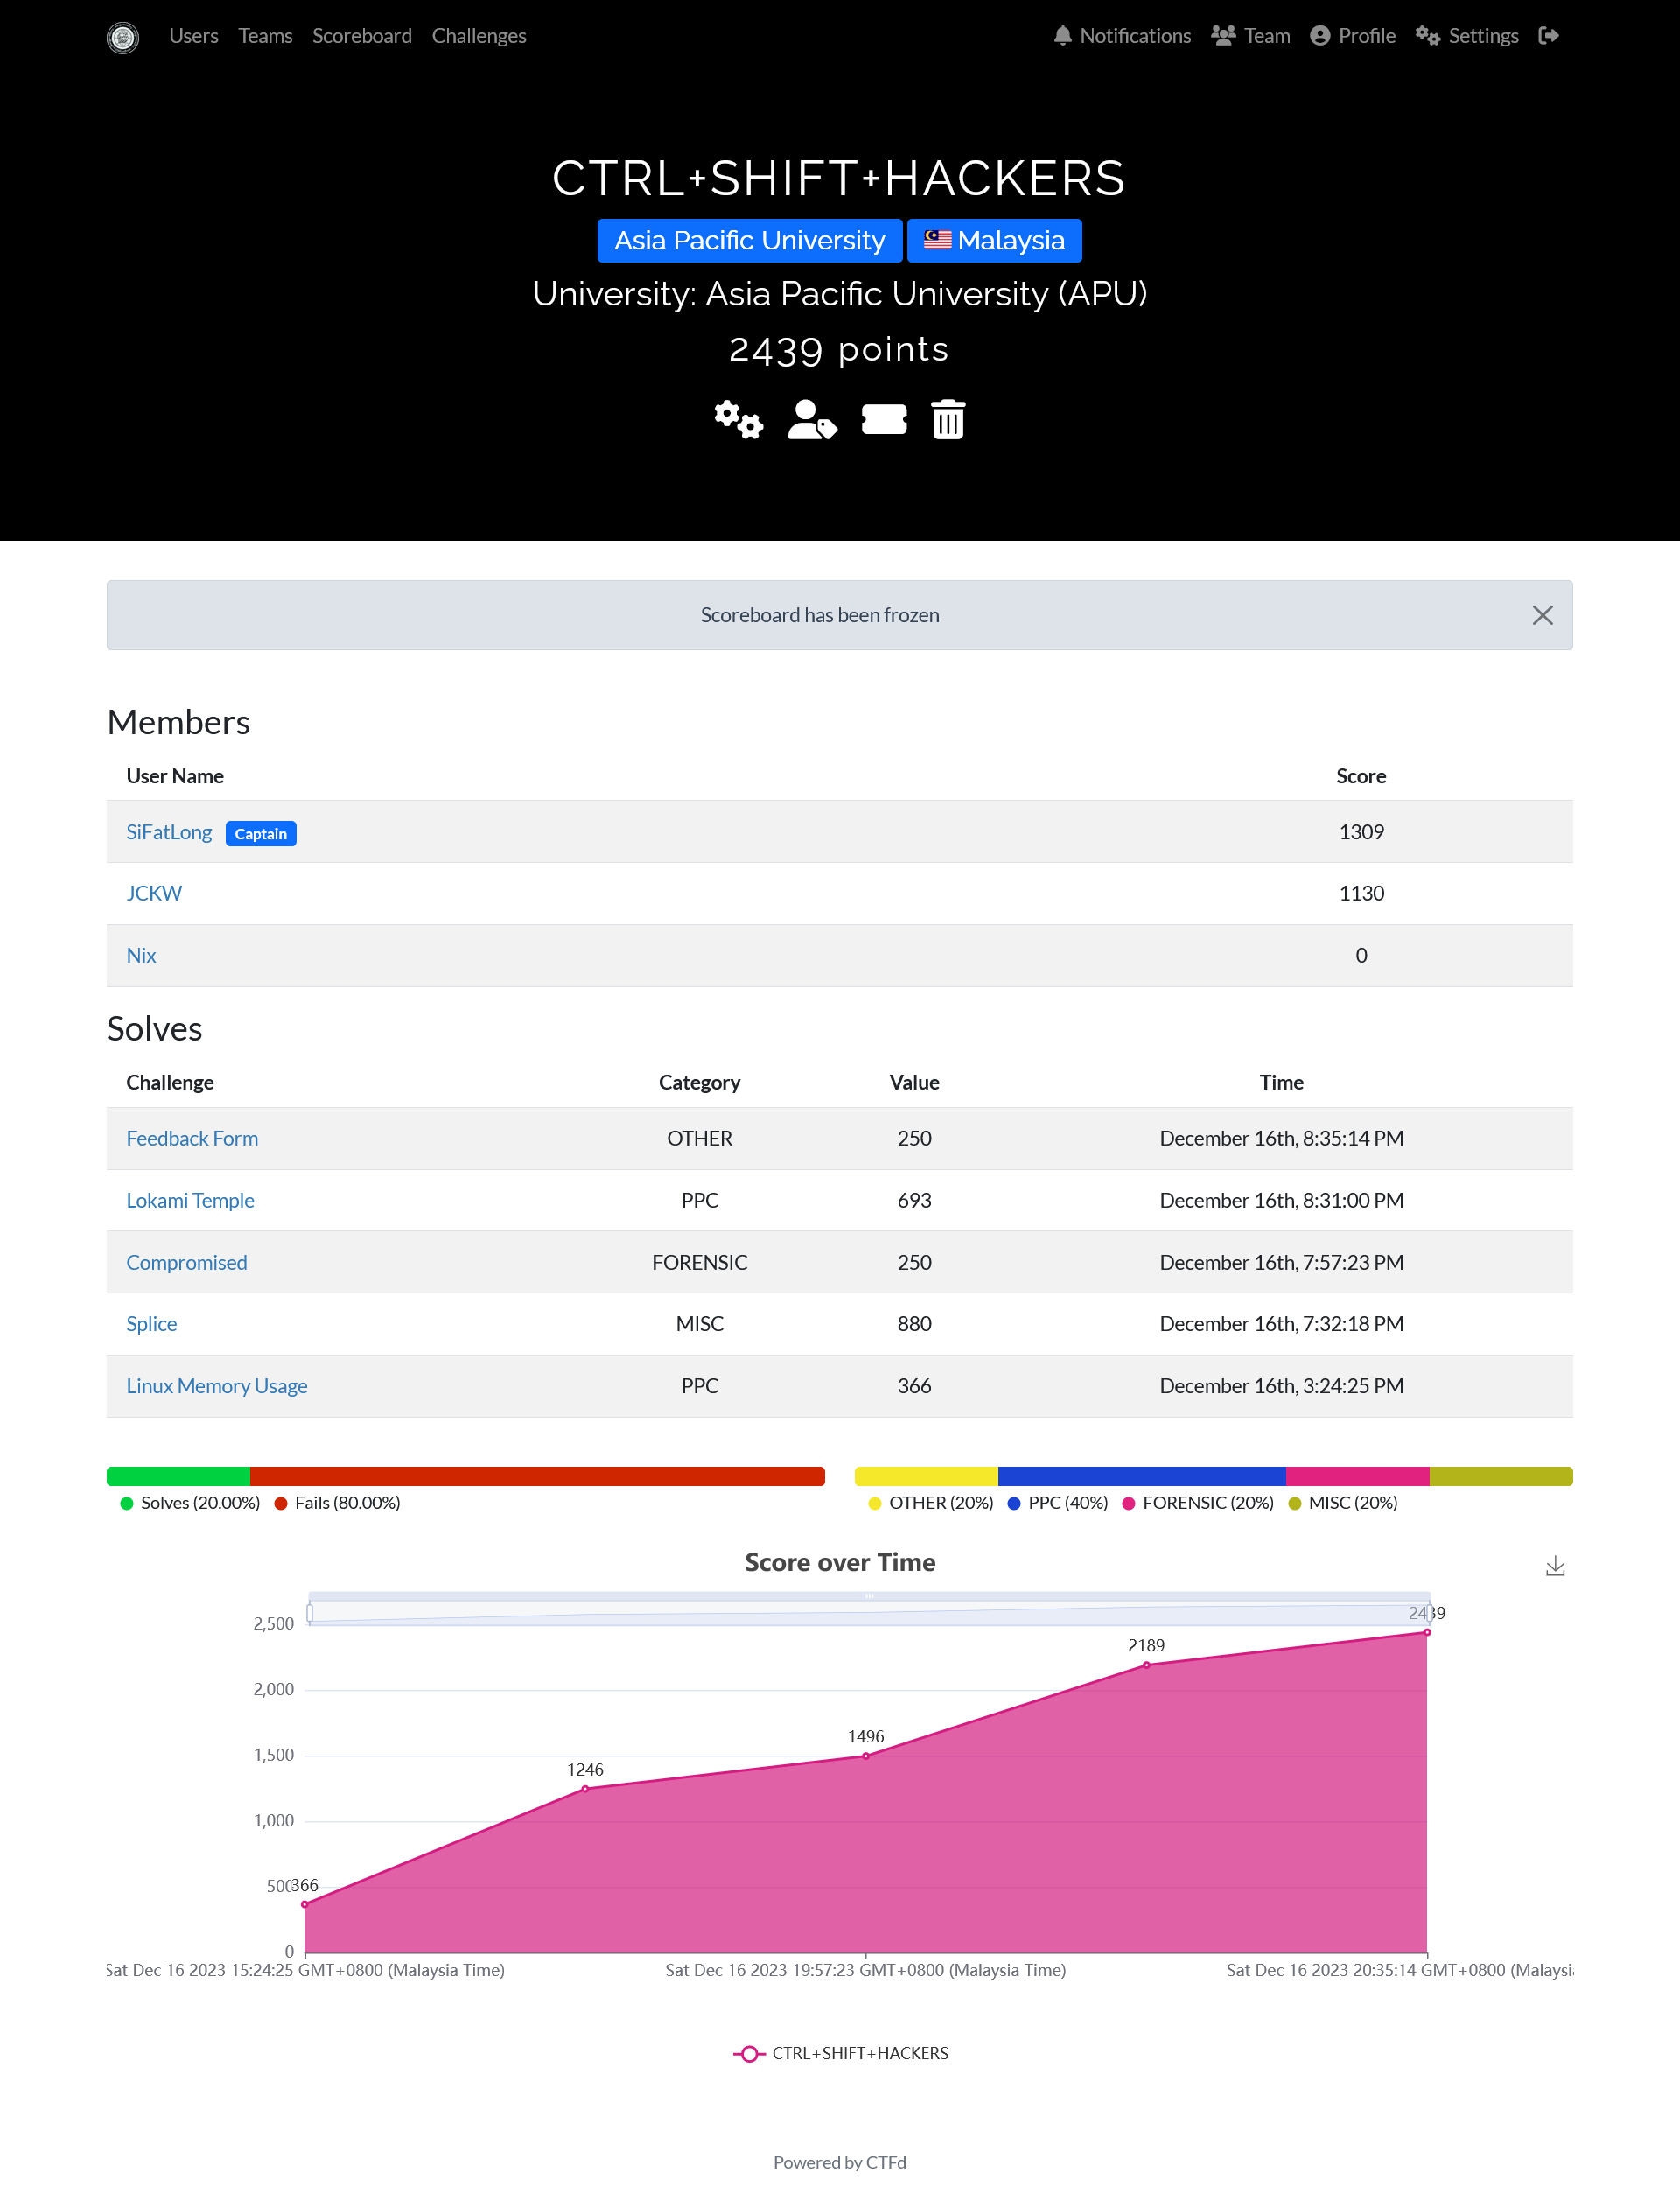 Users Teams Scoreboard Challenges Notifications Team Profile Settings
CTRL+SHIFT+HACKERS
Asia Pacific University Malaysia
University: Asia Pacific University (APU)
2439 points
Scoreboard has been frozen
Members
User Name Score
SiFatLong Captain 1309
JCKW 1130
Nix 0
Solves
Challenge Category Value Time
Feedback Form OTHER 250 December 16th, 8:35:14 PM
Lokami Temple PPC 693 December 16th, 8:31:00 PM
Compromised FORENSIC 250 December 16th, 7:57:23 PM
Splice MISC 880 December 16th, 7:32:18 PM
Linux Memory Usage PPC 366 December 16th, 3:24:25 PM
Solves (20.00%) Fails (80.00%) OTHER (20%) PPC (40%) FORENSIC (20%) MISC (20%)
Score over Time
2,500 2439
2189
2,000
1496
1,500
1246
1,000
500 366
0
Sat Dec 16 2023 15:24:25 GMT+0800 (Malaysia Time) Sat Dec 16 2023 19:57:23 GMT+0800 (Malaysia Time) Sat Dec 16 2023 20:35:14 GMT+0800 (Malaysi
CTRL+SHIFT+HACKERS
Powered by CTFd